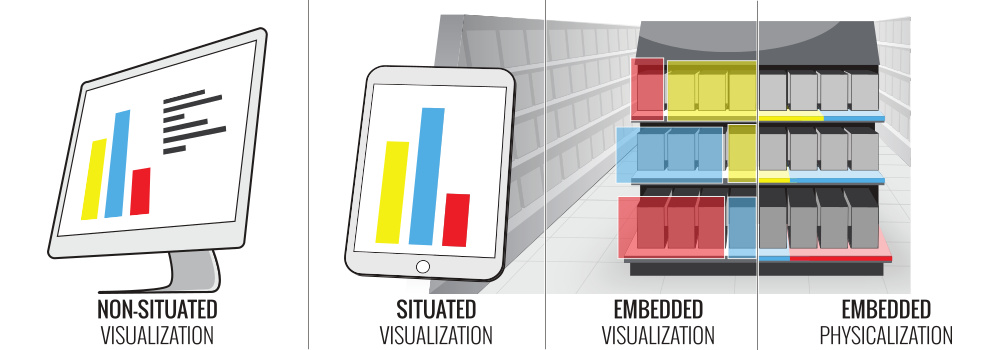 NON-SITUATED
VISUALIZATION
SITUATED
VISUALIZATION
EMBEDDED
VISUALIZATION
EMBEDDED
PHYSICALIZATION